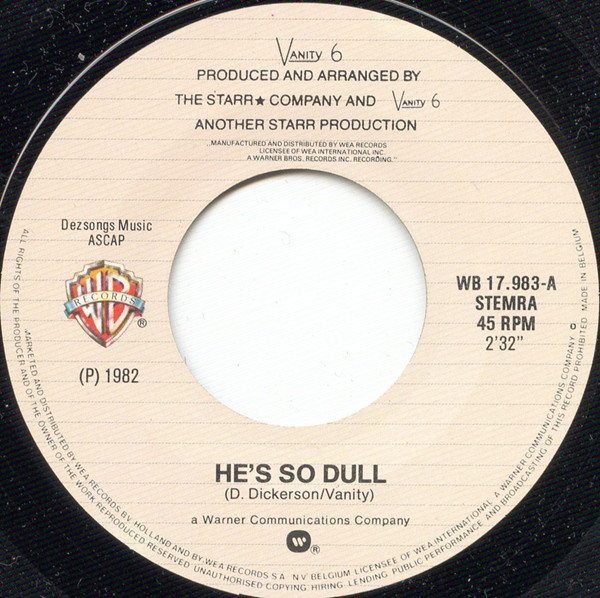 Vanity 6
PRODUCED AND ARRANGED BY
THE STARR★ COMPANY AND Vanity 6
ANOTHER STARR PRODUCTION
„MANUFACTURED AND DISTRIBUTED BY WEA RECORDS
LICENSEE OF WEA INTERNATIONAL INC.
A WARNER BROS. RECORDS INC. RECORDING."
Dezsongs Music
ASCAP
WB
RECORDS
®
(P) 1982
WB 17.983-A
STEMRA
45 RPM
2'32"
HE'S SO DULL
(D. Dickerson/Vanity)
a Warner Communications Company
®
ALL RIGHTS OF THE PRODUCER AND OF THE OWNER OF THE WORK REPRODUCED RESERVED. UNAUTHORISED COPYING. HIRING. LENDING. PUBLIC PERFORMANCE AND BROADCASTING OF THIS RECORD PROHIBITED MADE IN BELGIUM
MARKETED AND DISTRIBUTED BY WEA RECORDS B.V. HOLLAND AND BY WEA RECORDS S.A. N.V. BELGIUM LICENSEE OF WEA INTERNATIONAL. A WARNER COMMUNICATIONS COMPANY